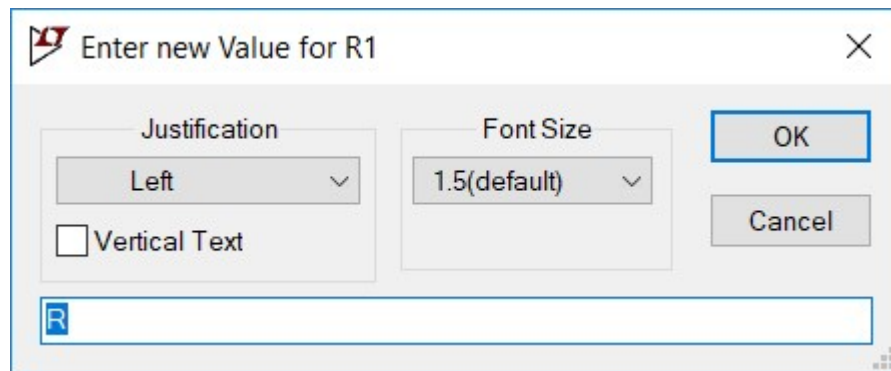 Enter new Value for R1
Justification
Font Size
OK
Left
1.5(default)
Vertical Text
Cancel
R